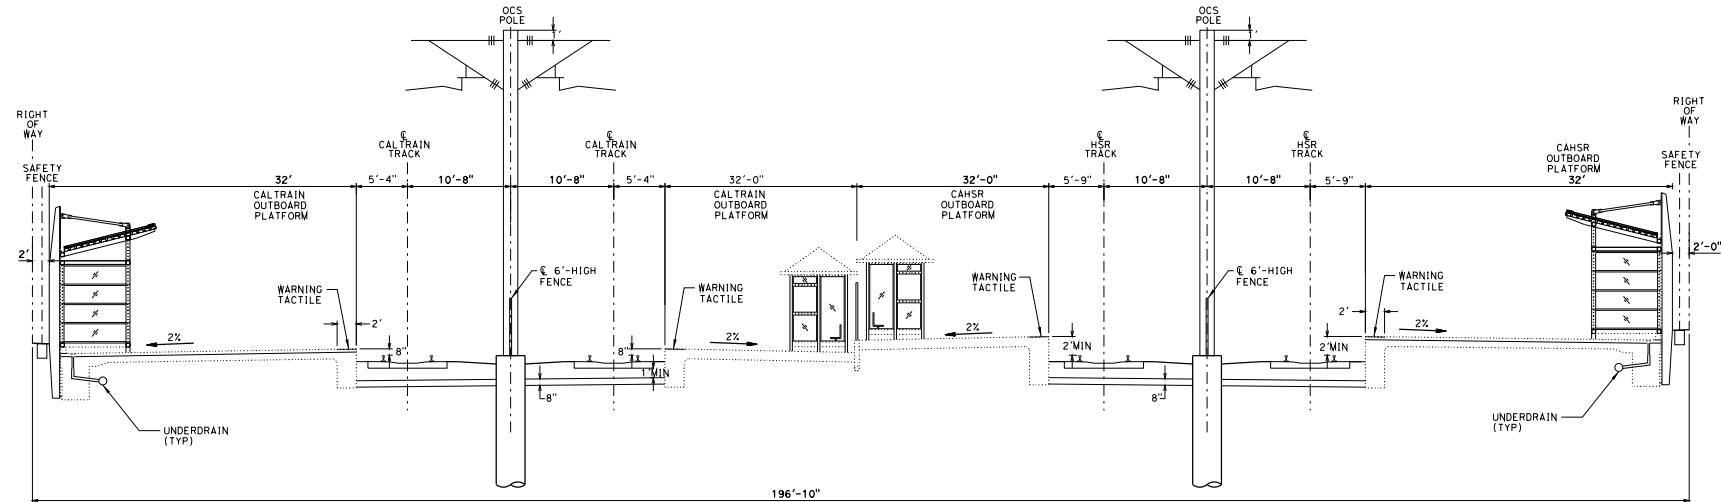 OCS
POLE
OCS
POLE
1'
1'
RIGHT
OF
WAY
SAFETY
FENCE
℄
CALTRAIN
TRACK
℄
CALTRAIN
TRACK
℄
HSR
TRACK
℄
HSR
TRACK
CAHSR
OUTBOARD
PLATFORM
RIGHT
OF
WAY
SAFETY
FENCE
32'
5'-4"
10'-8"
10'-8"
5'-4"
32'-0"
32'-0"
5'-9"
10'-8"
10'-8"
5'-9"
32'
CALTRAIN
OUTBOARD
PLATFORM
CALTRAIN
OUTBOARD
PLATFORM
CAHSR
OUTBOARD
PLATFORM
2'
2'-0"
WARNING
TACTILE
℄ 6'-HIGH
FENCE
WARNING
TACTILE
WARNING
TACTILE
℄ 6'-HIGH
FENCE
WARNING
TACTILE
2%
2'
8"
8"
1'MIN
2%
2%
2'MIN
2'MIN
2'
2%
8"
8"
UNDERDRAIN
(TYP)
UNDERDRAIN
(TYP)
196'-10"